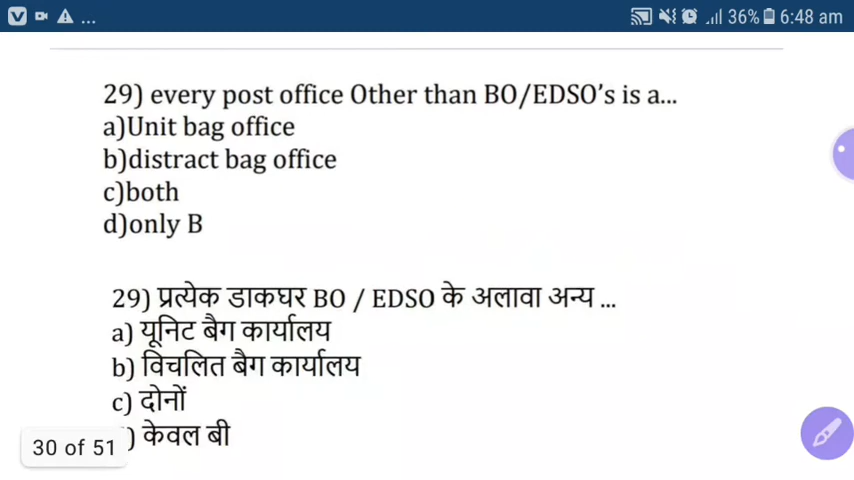 ... 36% 6:48 am
29) every post office Other than BO/EDSO's is a...
a)Unit bag office
b)distract bag office
c)both
d)only B
29) प्रत्येक डाकघर BO / EDSO के अलावा अन्य ...
a) यूनिट बैग कार्यालय
b) विचलित बैग कार्यालय
c) दोनों
) केवल बी
30 of 51